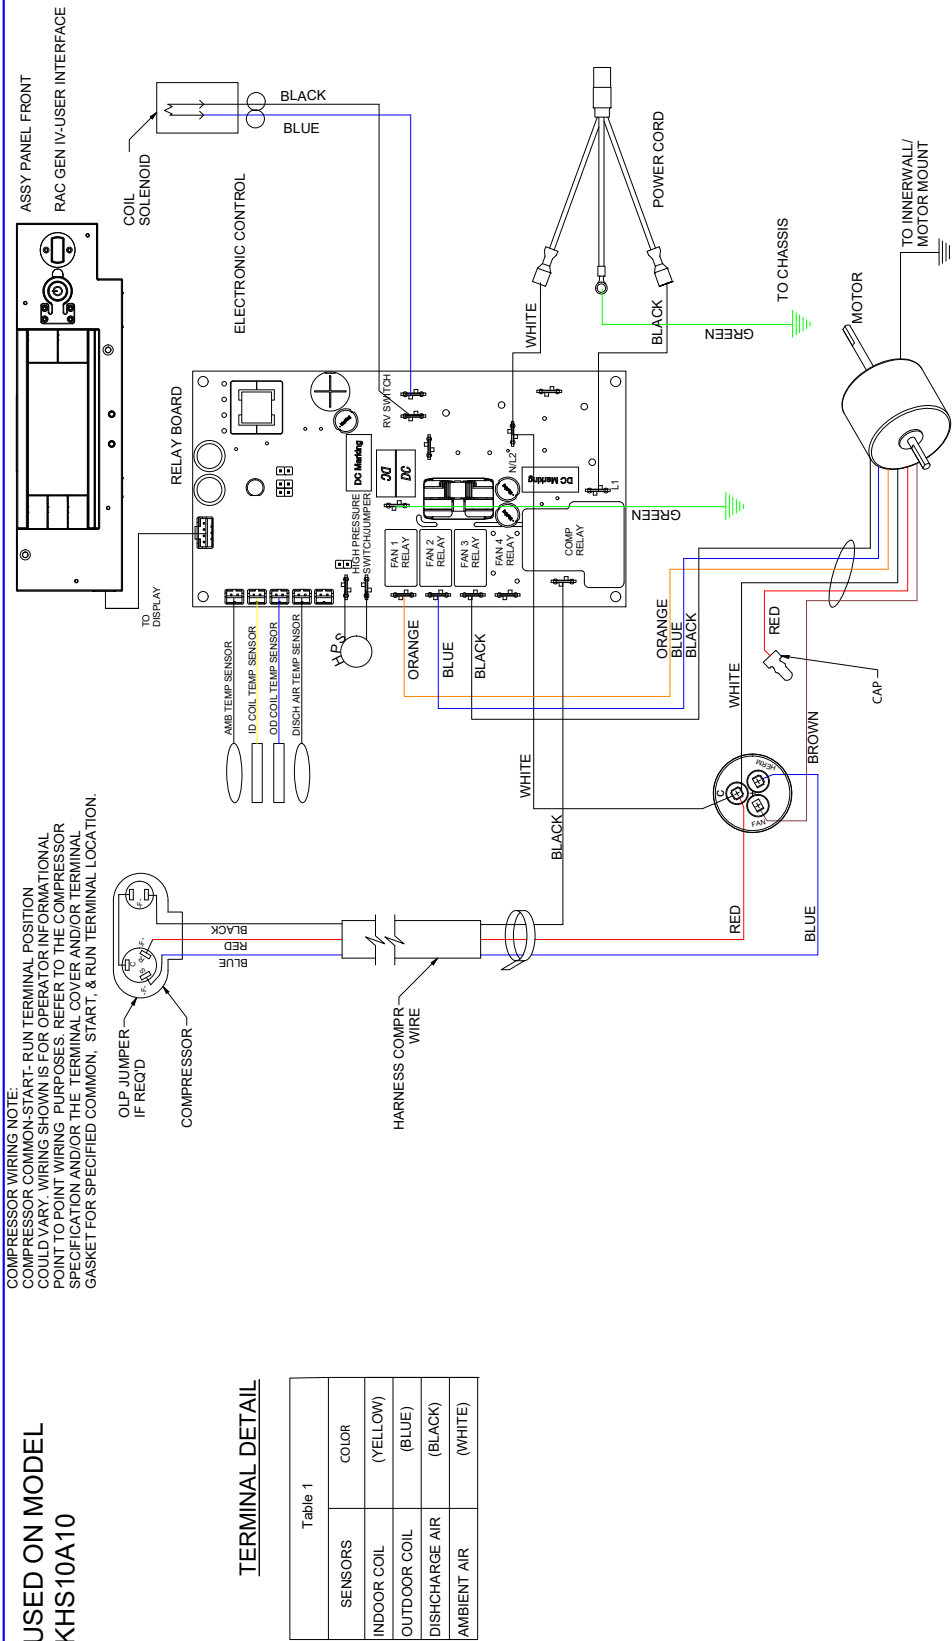 USED ON MODEL
KHS10A10
COMPRESSOR WIRING NOTE:
COMPRESSOR COMMON-START- RUN TERMINAL POSITION
COULD VARY. WIRING SHOWN IS FOR OPERATOR INFORMATIONAL
POINT TO POINT WIRING PURPOSES. REFER TO THE COMPRESSOR
SPECIFICATION AND/OR THE TERMINAL COVER AND/OR TERMINAL
GASKET FOR SPECIFIED COMMON, START, & RUN TERMINAL LOCATION.
ASSY PANEL FRONT
RAC GEN IV-USER INTERFACE
TO
DISPLAY
COIL
SOLENOID
BLACK
BLUE
ELECTRONIC CONTROL
RELAY BOARD
AMB TEMP SENSOR
ID COIL TEMP SENSOR
OD COIL TEMP SENSOR
DISCH AIR TEMP SENSOR
H.P.S
HIGH PRESSURE
SWITCH/JUMPER
DC Marking
RV SWITCH
DC
DC
FAN 1
RELAY
FAN 2
RELAY
FAN 3
RELAY
FAN 4
RELAY
COMP
RELAY
N/L2
DC Marking
L1
WHITE
BLACK
GREEN
POWER CORD
TO CHASSIS
GREEN
ORANGE
BLUE
BLACK
ORANGE
BLUE
BLACK
MOTOR
TO INNERWALL/
MOTOR MOUNT
WHITE
RED
CAP
BROWN
C
HERM
FAN
WHITE
BLACK
RED
BLUE
OLP JUMPER
IF REQ'D
COMPRESSOR
C
S
R
-F-
-F-
-F-
BLACK
RED
BLUE
HARNESS COMPR
WIRE
TERMINAL DETAIL
Table 1
SENSORS COLOR
INDOOR COIL (YELLOW)
OUTDOOR COIL (BLUE)
DISHCHARGE AIR (BLACK)
AMBIENT AIR (WHITE)